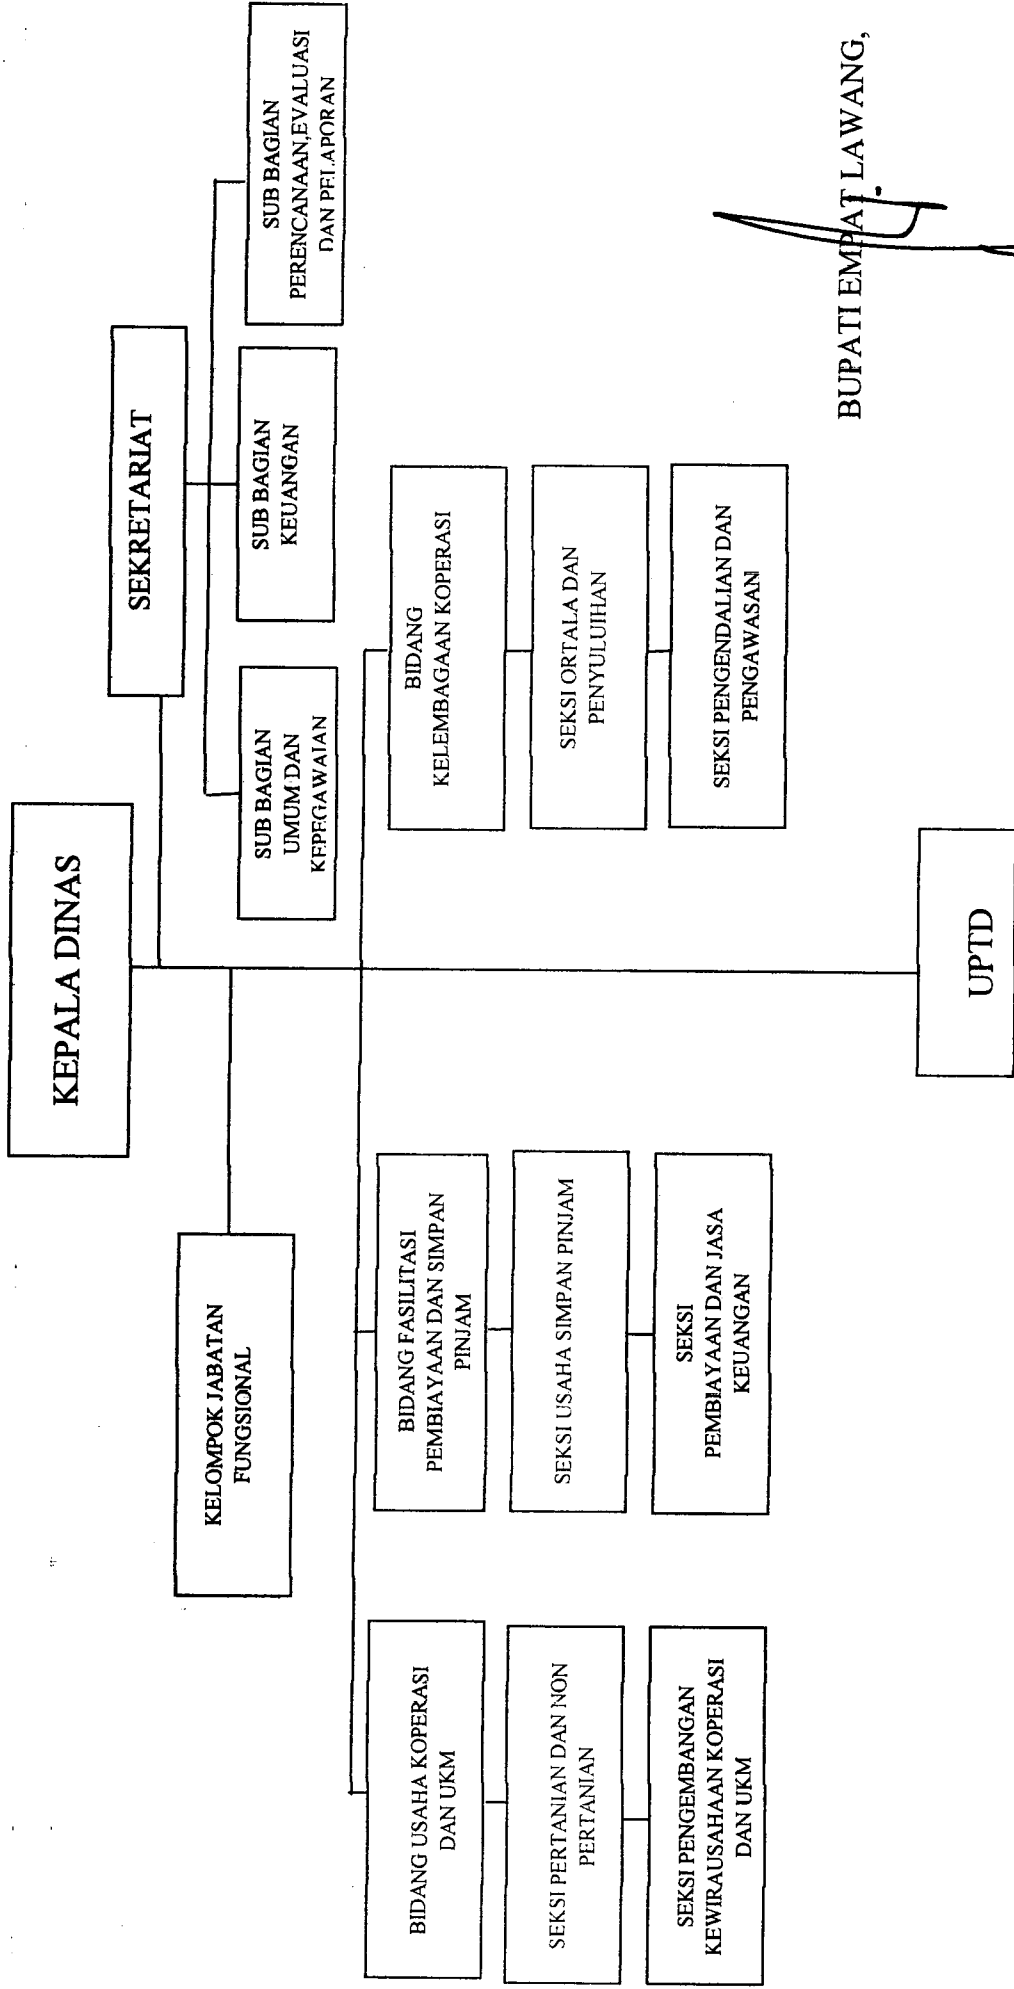 KEPALA DINAS
SEKRETARIAT
KELOMPOK JABATAN
FUNGSIONAL
SUB BAGIAN
UMUM DAN
KEPEGAWAIAN
SUB BAGIAN
KEUANGAN
SUB BAGIAN
PERENCANAAN,EVALUASI
DAN PELAPORAN
BIDANG USAHA KOPERASI
DAN UKM
SEKSI PERTANIAN DAN NON
PERTANIAN
SEKSI PENGEMBANGAN
KEWIRAUSAHAAN KOPERASI
DAN UKM
BIDANG FASILITASI
PEMBIAYAAN DAN SIMPAN
PINJAM
SEKSI USAHA SIMPAN PINJAM
SEKSI
PEMBIAYAAN DAN JASA
KEUANGAN
BIDANG
KELEMBAGAAN KOPERASI
SEKSI ORTALA DAN
PENYULUIHAN
SEKSI PENGENDALIAN DAN
PENGAWASAN
UPTD
BUPATI EMPAT LAWANG,